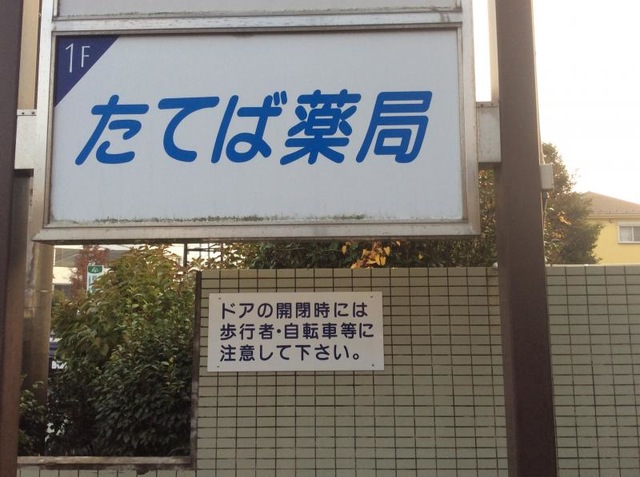 1F
たてば薬局
ドアの開閉時には
歩行者・自転車等に
注意して下さい。